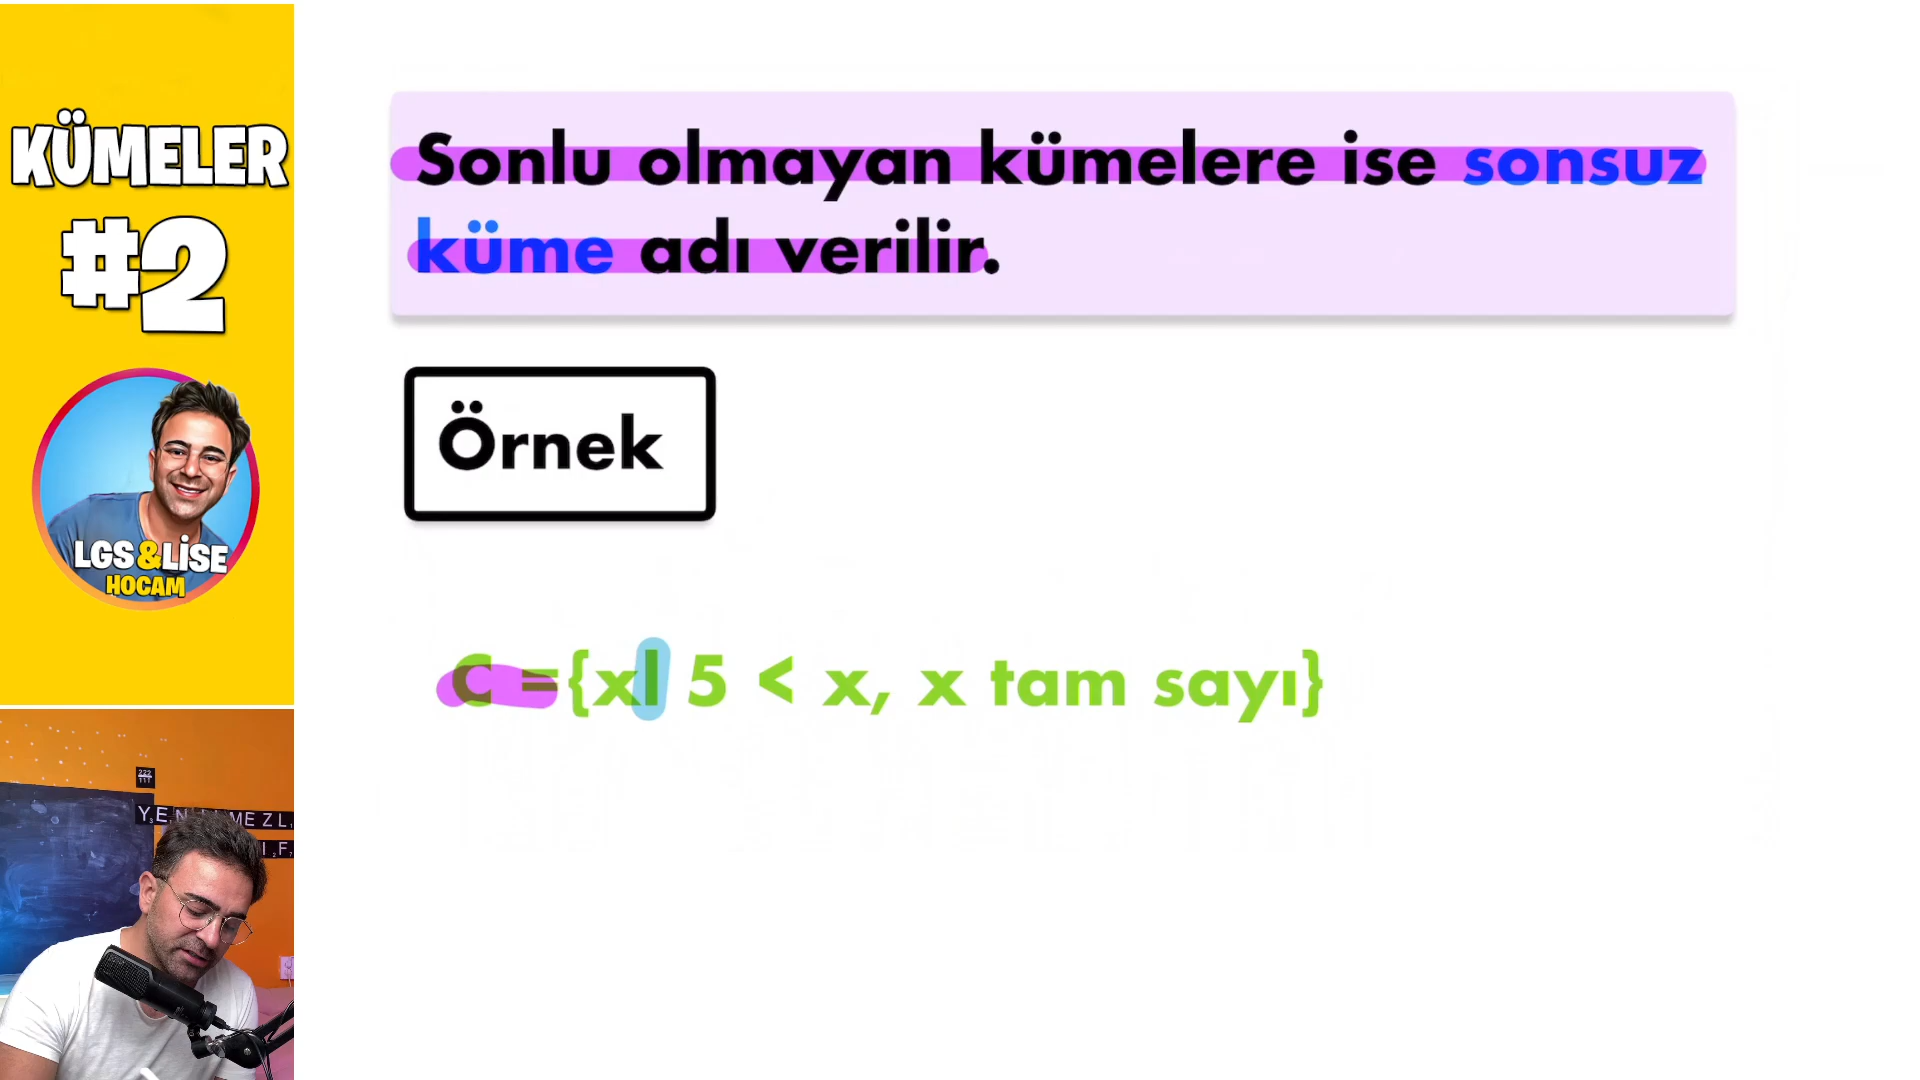 KÜMELER
#2
LGS&LİSE
HOCAM
Sonlu olmayan kümelere ise sonsuz
küme adı verilir.
Örnek
C ={x| 5 < x, x tam sayı}